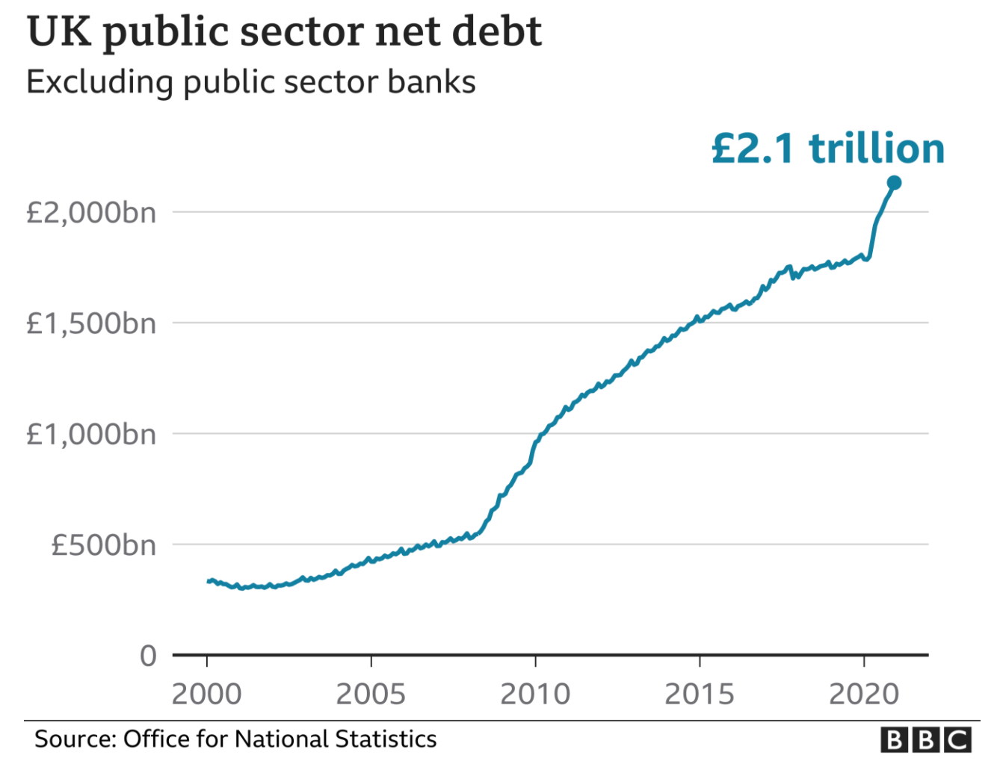 UK public sector net debt
Excluding public sector banks
£2.1 trillion
£2,000bn
£1,500bn
£1,000bn
£500bn
0
2000 2005 2010 2015 2020
Source: Office for National Statistics
BBC